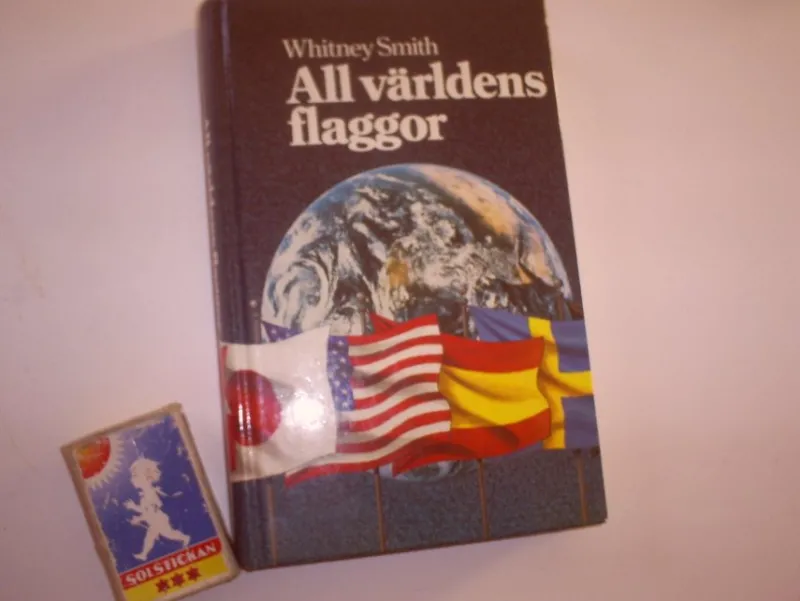 Whitney Smith
All världens
flaggor
SOLSTICKAN